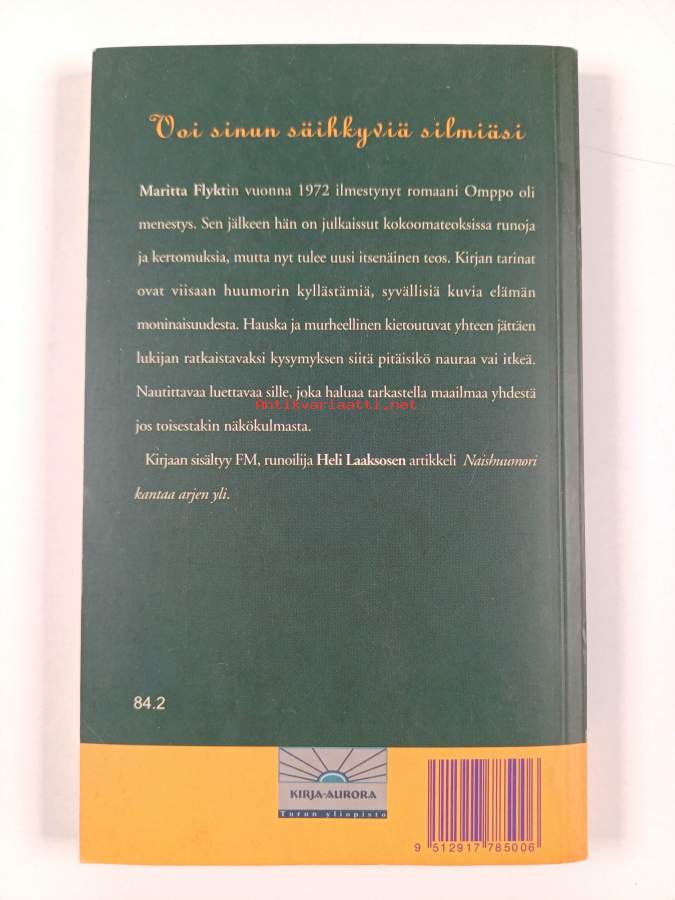 Voi sinun säihkyviä silmiäsi
Maritta Flyktin vuonna 1972 ilmestynyt romaani Omppo oli
menestys. Sen jälkeen hän on julkaissut kokoomateoksissa runoja
ja kertomuksia, mutta nyt tulee uusi itsenäinen teos. Kirjan tarinat
ovat viisaan huumorin kyllästämiä, syvällisiä kuvia elämän
moninaisuudesta. Hauska ja murheellinen kietoutuvat yhteen jättäen
lukijan ratkaistavaksi kysymyksen siitä pitäisikö nauraa vai itkeä.
Nautittavaa luettavaa sille, joka haluaa tarkastella maailmaa yhdestä
Antikvariaatti.net
jos toisestakin näkökulmasta.
Kirjaan sisältyy FM, runoilija Heli Laaksosen artikkeli Naishuumori
kantaa arjen yli.
84.2
KIRJA-AURORA
Turun yliopisto
9 512917 785006